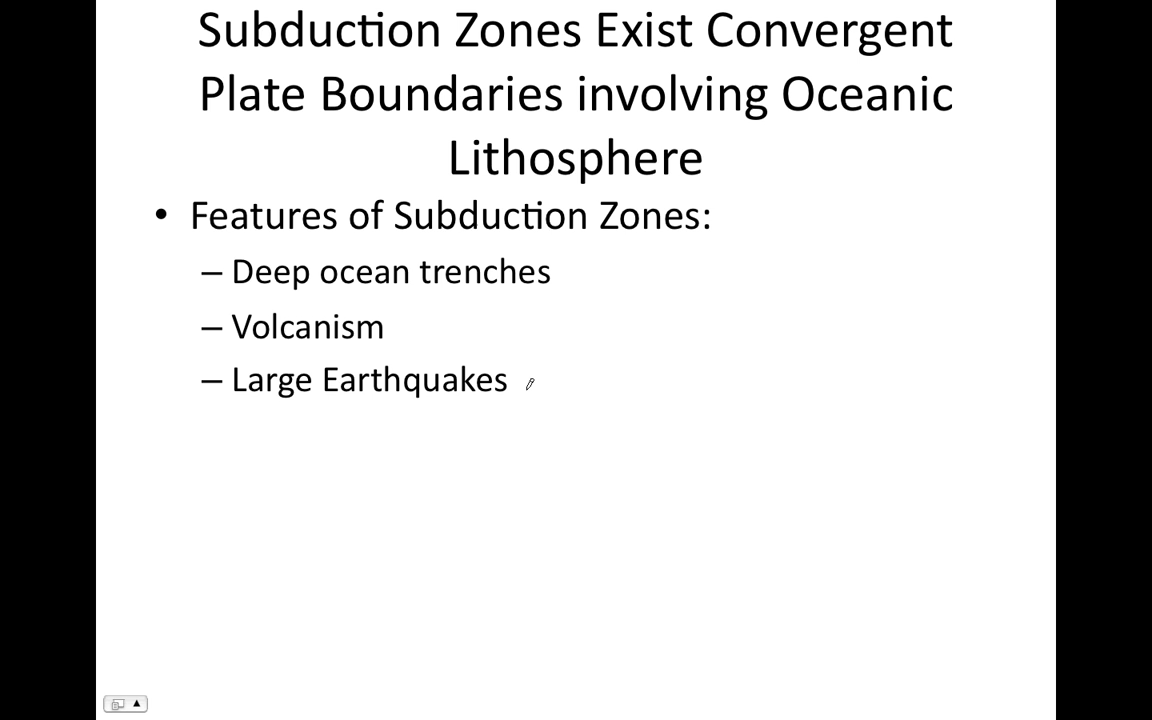 Subduction Zones Exist Convergent
Plate Boundaries involving Oceanic
Lithosphere
• Features of Subduction Zones:
– Deep ocean trenches
– Volcanism
– Large Earthquakes